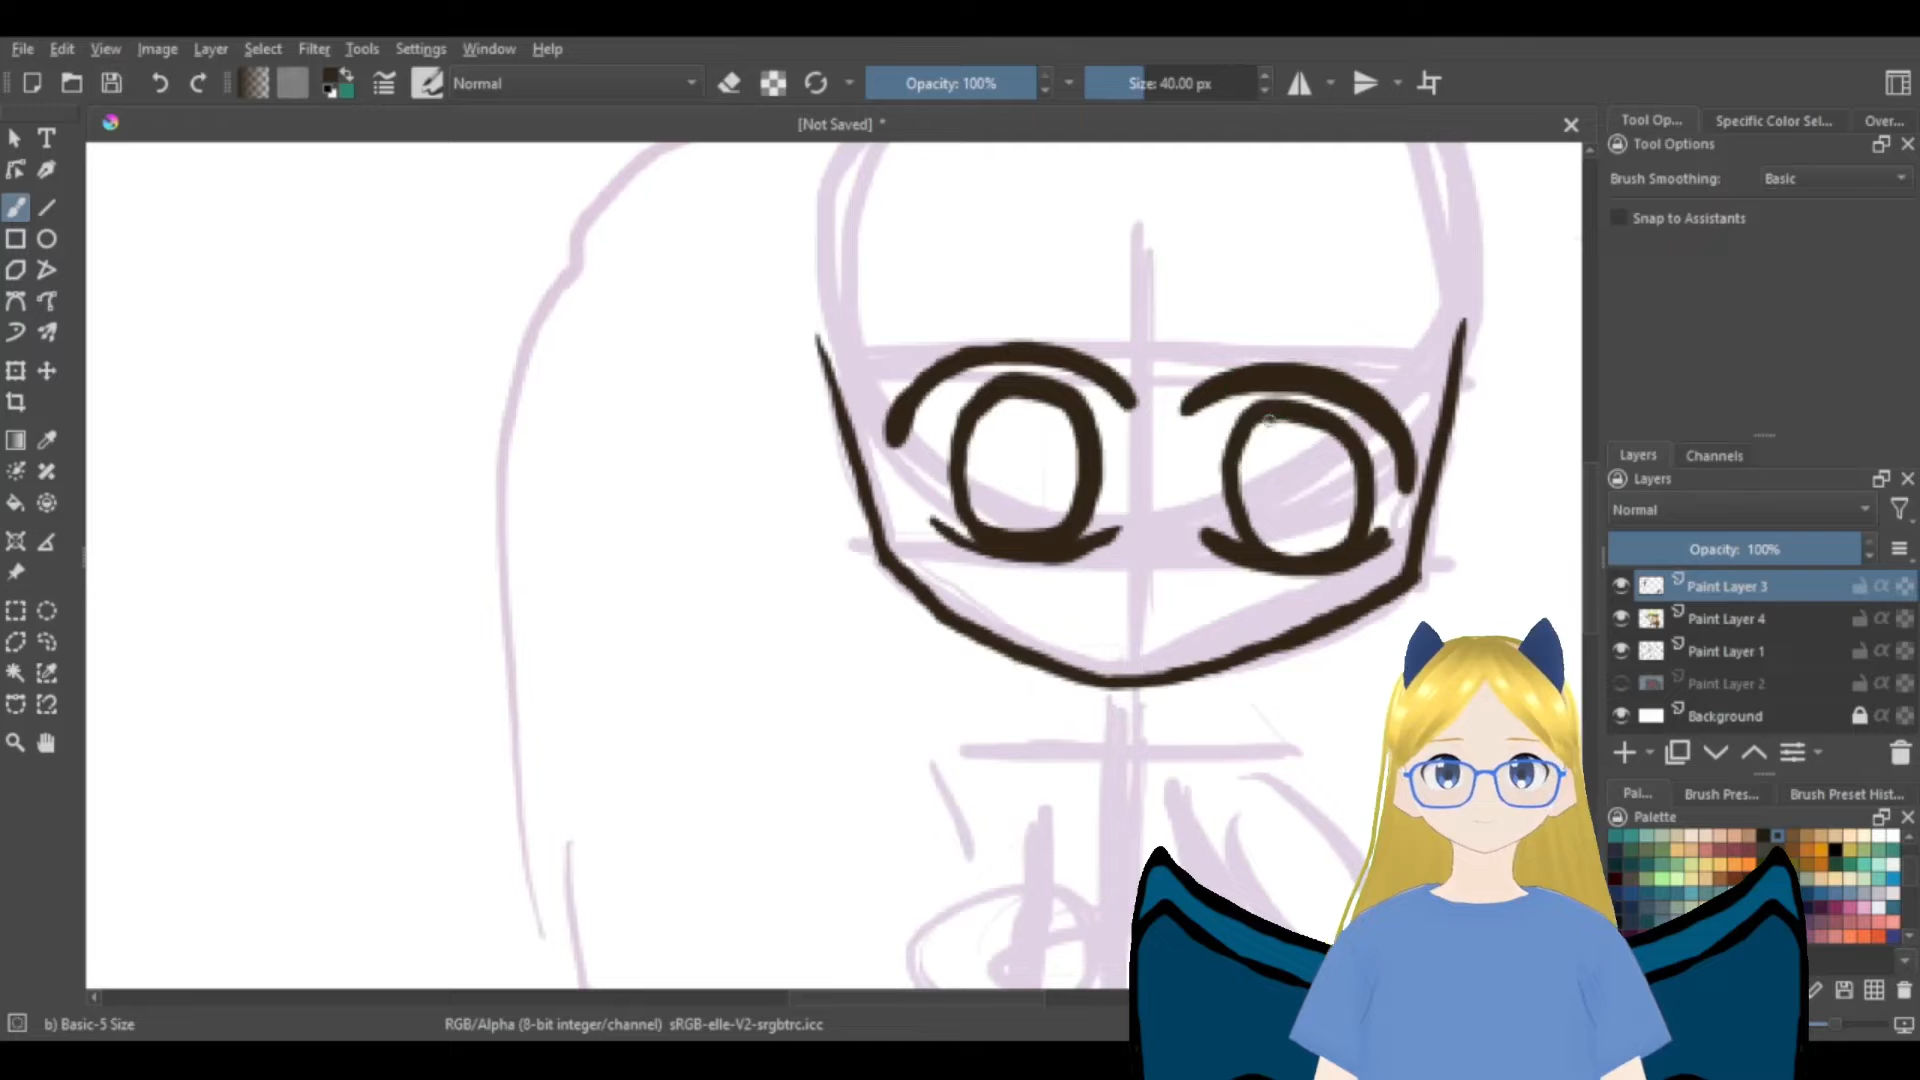 File Edit View Image Layer Select Filter Tools Settings Window Help
Normal Opacity: 100% Size: 40.00 px
[Not Saved] *
Tool Op... Specific Color Sel... Over...
Tool Options
Brush Smoothing: Basic
Snap to Assistants
Layers Channels
Layers
Normal
Opacity: 100%
Paint Layer 3
Paint Layer 4
Paint Layer 1
Paint Layer 2
Background
Pal... Brush Pres... Brush Preset Hist...
Palette
b) Basic-5 Size RGB/Alpha (8-bit integer/channel) sRGB-elle-V2-srgbtrc.icc